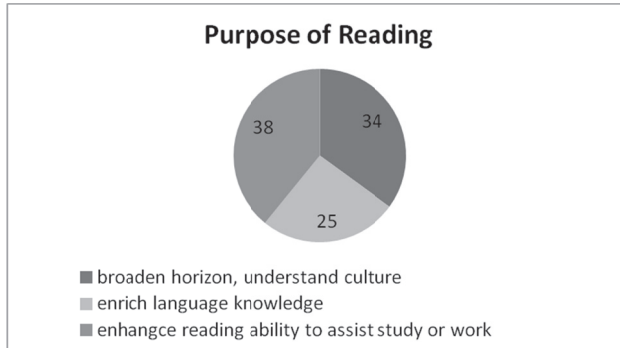 Purpose of Reading
38
34
25
broaden horizon, understand culture
enrich language knowledge
enhangce reading ability to assist study or work